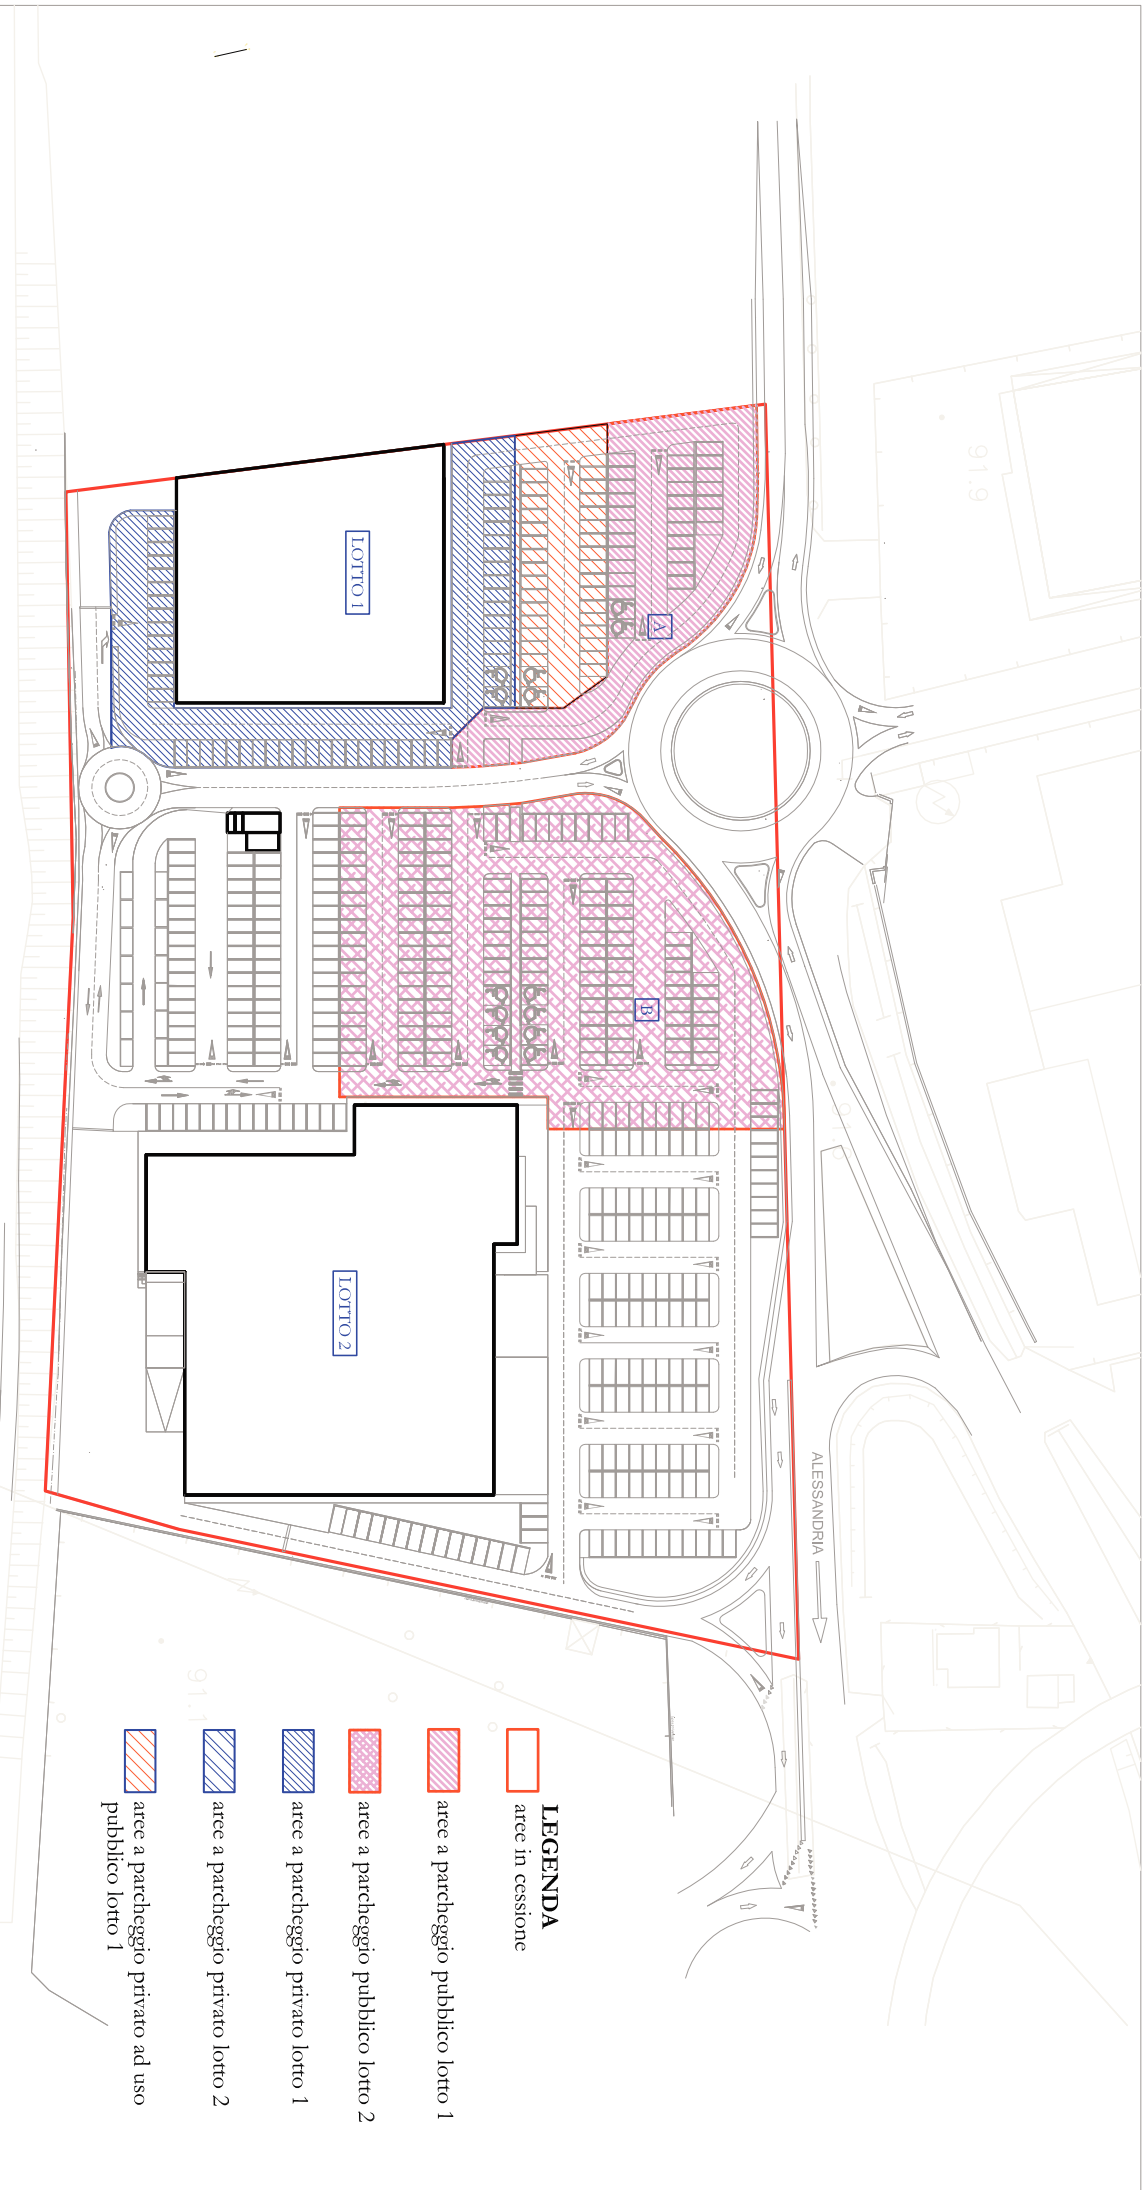 91.9
LOTTO 1
A
B
LOTTO 2
ALESSANDRIA
91.1
LEGENDA
aree in cessione
aree a parcheggio pubblico lotto 1
aree a parcheggio pubblico lotto 2
aree a parcheggio privato lotto 1
aree a parcheggio privato lotto 2
aree a parcheggio privato ad uso
pubblico lotto 1